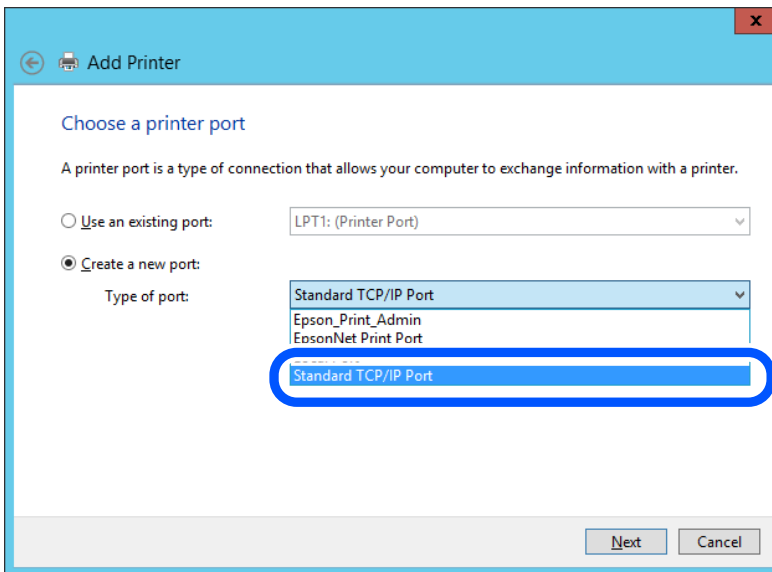 x
Add Printer
Choose a printer port
A printer port is a type of connection that allows your computer to exchange information with a printer.
Use an existing port: LPT1: (Printer Port)
Create a new port:
Type of port: Standard TCP/IP Port
Epson_Print_Admin
EpsonNet Print Port
Standard TCP/IP Port
Next Cancel